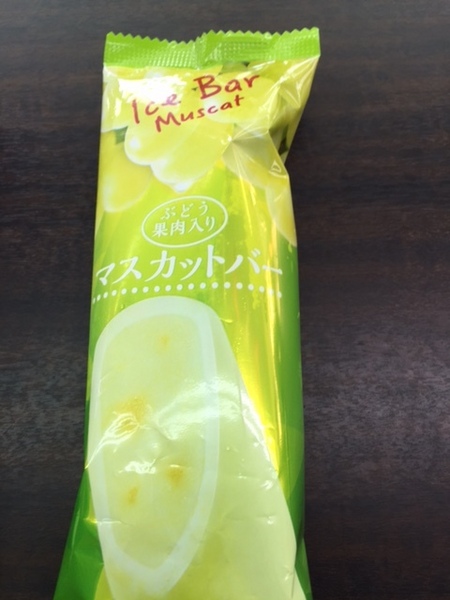 Ice Bar
Muscat
ぶどう
果肉入り
マスカットバー